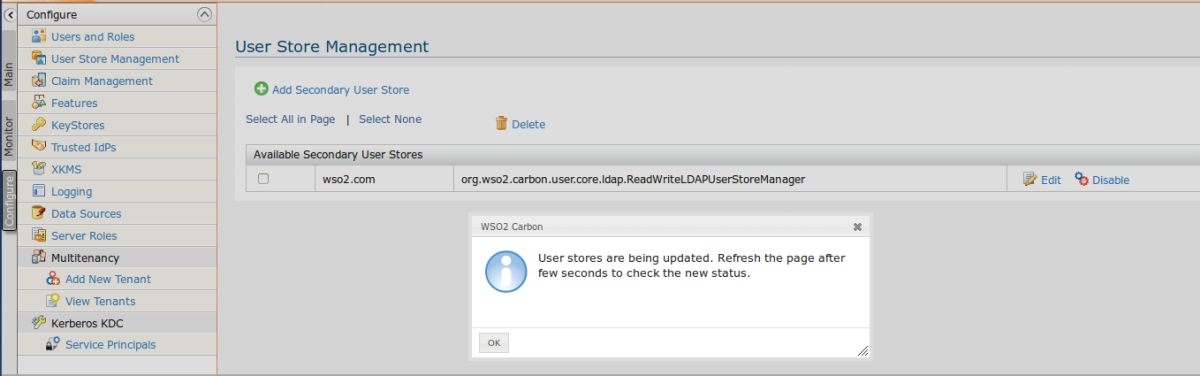 Configure
Main
Monitor
Configure
Users and Roles
User Store Management
Claim Management
Features
KeyStores
Trusted IdPs
XKMS
Logging
Data Sources
Server Roles
Multitenancy
Add New Tenant
View Tenants
Kerberos KDC
Service Principals
User Store Management
Add Secondary User Store
Select All in Page | Select None Delete
Available Secondary User Stores
wso2.com org.wso2.carbon.user.core.ldap.ReadWriteLDAPUserStoreManager Edit Disable
WSO2 Carbon
User stores are being updated. Refresh the page after
few seconds to check the new status.
OK